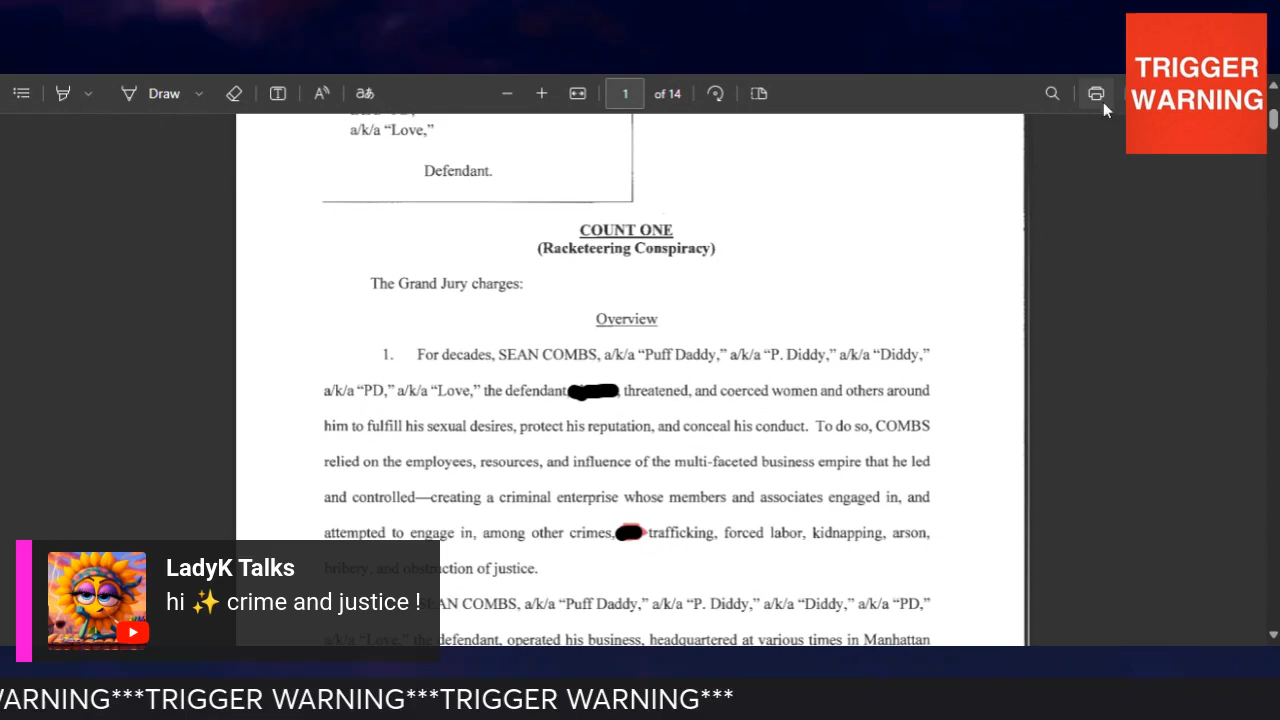 TRIGGER
WARNING
Draw
1 of 14
a/k/a “Love,”
Defendant.
COUNT ONE
(Racketeering Conspiracy)
The Grand Jury charges:
Overview
1. For decades, SEAN COMBS, a/k/a “Puff Daddy,” a/k/a “P. Diddy,” a/k/a “Diddy,”
a/k/a “PD,” a/k/a “Love,” the defendant, threatened, and coerced women and others around
him to fulfill his sexual desires, protect his reputation, and conceal his conduct. To do so, COMBS
relied on the employees, resources, and influence of the multi-faceted business empire that he led
and controlled—creating a criminal enterprise whose members and associates engaged in, and
attempted to engage in, among other crimes, trafficking, forced labor, kidnapping, arson,
bribery, and obstruction of justice.
SEAN COMBS, a/k/a “Puff Daddy,” a/k/a “P. Diddy,” a/k/a “Diddy,” a/k/a “PD,”
a/k/a “Love,” the defendant, operated his business, headquartered at various times in Manhattan
LadyK Talks
hi ✨ crime and justice !
WARNING***TRIGGER WARNING***TRIGGER WARNING***